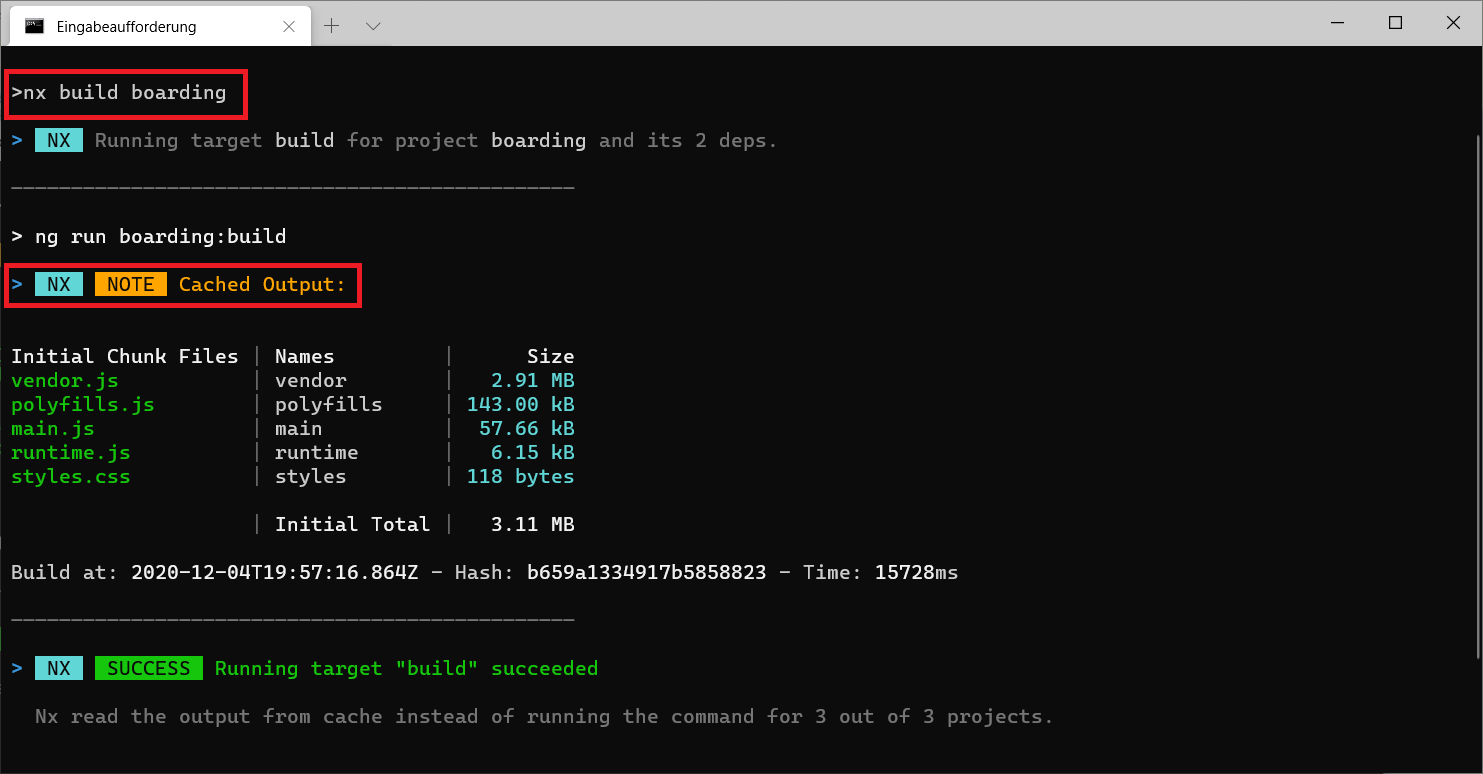 Eingabeaufforderung
>nx build boarding
> NX Running target build for project boarding and its 2 deps.
———————————————————————————————————————————————
> ng run boarding:build
> NX NOTE Cached Output:
Initial Chunk Files | Names | Size
vendor.js | vendor | 2.91 MB
polyfills.js | polyfills | 143.00 kB
main.js | main | 57.66 kB
runtime.js | runtime | 6.15 kB
styles.css | styles | 118 bytes
| Initial Total | 3.11 MB
Build at: 2020-12-04T19:57:16.864Z - Hash: b659a1334917b5858823 - Time: 15728ms
———————————————————————————————————————————————
> NX SUCCESS Running target "build" succeeded
Nx read the output from cache instead of running the command for 3 out of 3 projects.